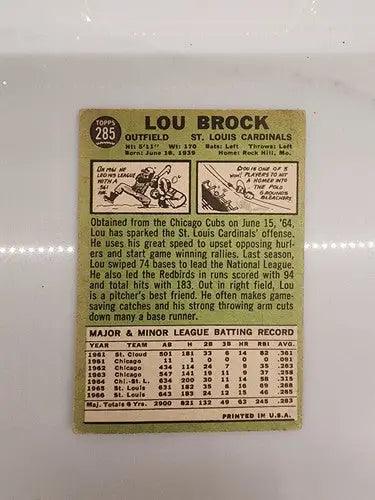 TOPPS
285
LOU BROCK
OUTFIELD ST. LOUIS CARDINALS
Ht: 5'11" Wt: 170 Bats: Left Throws: Left
Born: June 18, 1939 Home: Rock Hill, Mo.
IN 1961 HE
LED HIS LEAGUE
WITH A
.361
LOU IS ONE OF 3
PLAYERS TO HIT
A HOMER INTO
THE POLO
GROUNDS
BLEACHERS
Obtained from the Chicago Cubs on June 15, '64,
Lou has sparked the St. Louis Cardinals' offense.
He uses his great speed to upset opposing hurl-
ers and start game winning rallies. Last season,
Lou swiped 74 bases to lead the National League.
He also led the Redbirds in runs scored with 94
and total hits with 183. Out in right field, Lou
is a pitcher's best friend. He often makes game-
saving catches and his strong throwing arm cuts
down many a base runner.
MAJOR & MINOR LEAGUE BATTING RECORD
YEAR TEAM AB H 2B 3B HR RBI AVG.
1961 St. Cloud 501 181 33 6 14 82 .361
1961 Chicago 11 1 0 0 0 0 .091
1962 Chicago 434 114 24 7 9 35 .263
1963 Chicago 547 141 19 11 9 37 .258
1964 Chi.-St. L. 634 200 30 11 14 58 .315
1965 St. Louis 631 182 35 8 16 69 .288
1966 St. Louis 643 183 24 12 15 46 .285
Maj. Totals 6 Yrs. 2900 821 132 49 63 245 .283
PRINTED IN U.S.A.